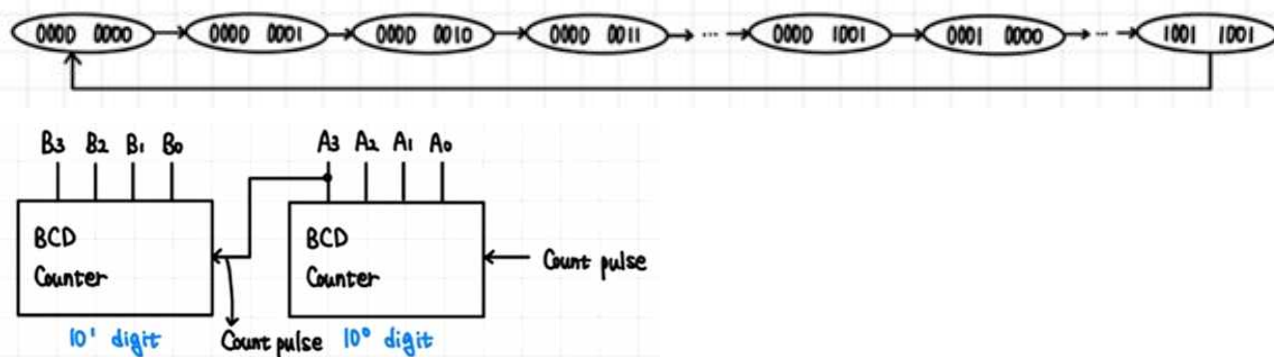 0000 0000 → 0000 0001 → 0000 0010 → 0000 0011 → ... → 0000 1001 → 0001 0000 → ... → 1001 1001
B3 B2 B1 B0 A3 A2 A1 A0
BCD BCD
Counter Counter
Count pulse
10¹ digit Count pulse 10⁰ digit